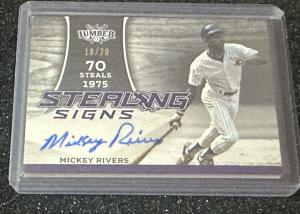 LUMBER
18/20
70
STEALS
1975
STERLING
SIGNS
Mickey Rivers
MICKEY RIVERS